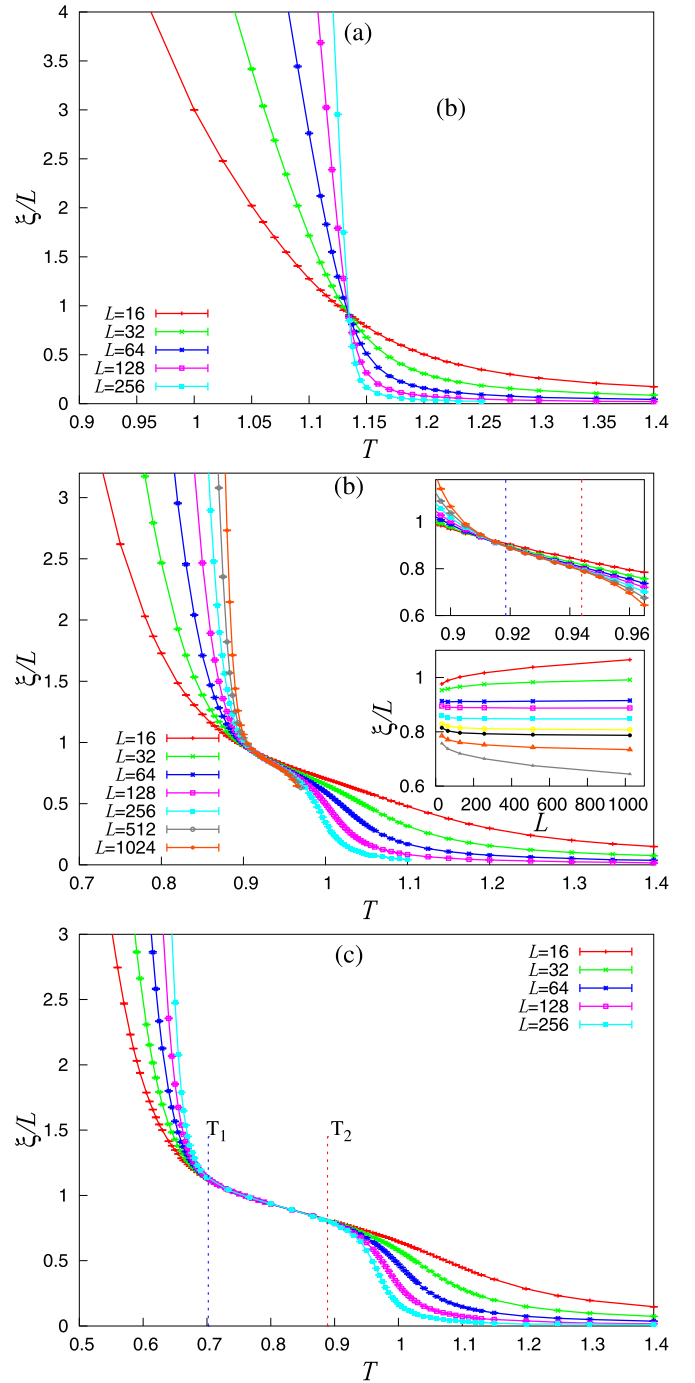 (a)
(b)
4
3.5
3
2.5
2
1.5
1
0.5
0
ξ/L
L=16
L=32
L=64
L=128
L=256
0.9 0.95 1 1.05 1.1 1.15 1.2 1.25 1.3 1.35 1.4
T
(b)
3
2.5
2
1.5
1
0.5
0
ξ/L
L=16
L=32
L=64
L=128
L=256
L=512
L=1024
0.7 0.8 0.9 1 1.1 1.2 1.3 1.4
T
1
0.8
0.6
0.9 0.92 0.94 0.96
ξ/L
1
0.8
0.6
0 200 400 600 800 1000
L
(c)
3
2.5
2
1.5
1
0.5
0
ξ/L
L=16
L=32
L=64
L=128
L=256
T1
T2
0.5 0.6 0.7 0.8 0.9 1 1.1 1.2 1.3 1.4
T